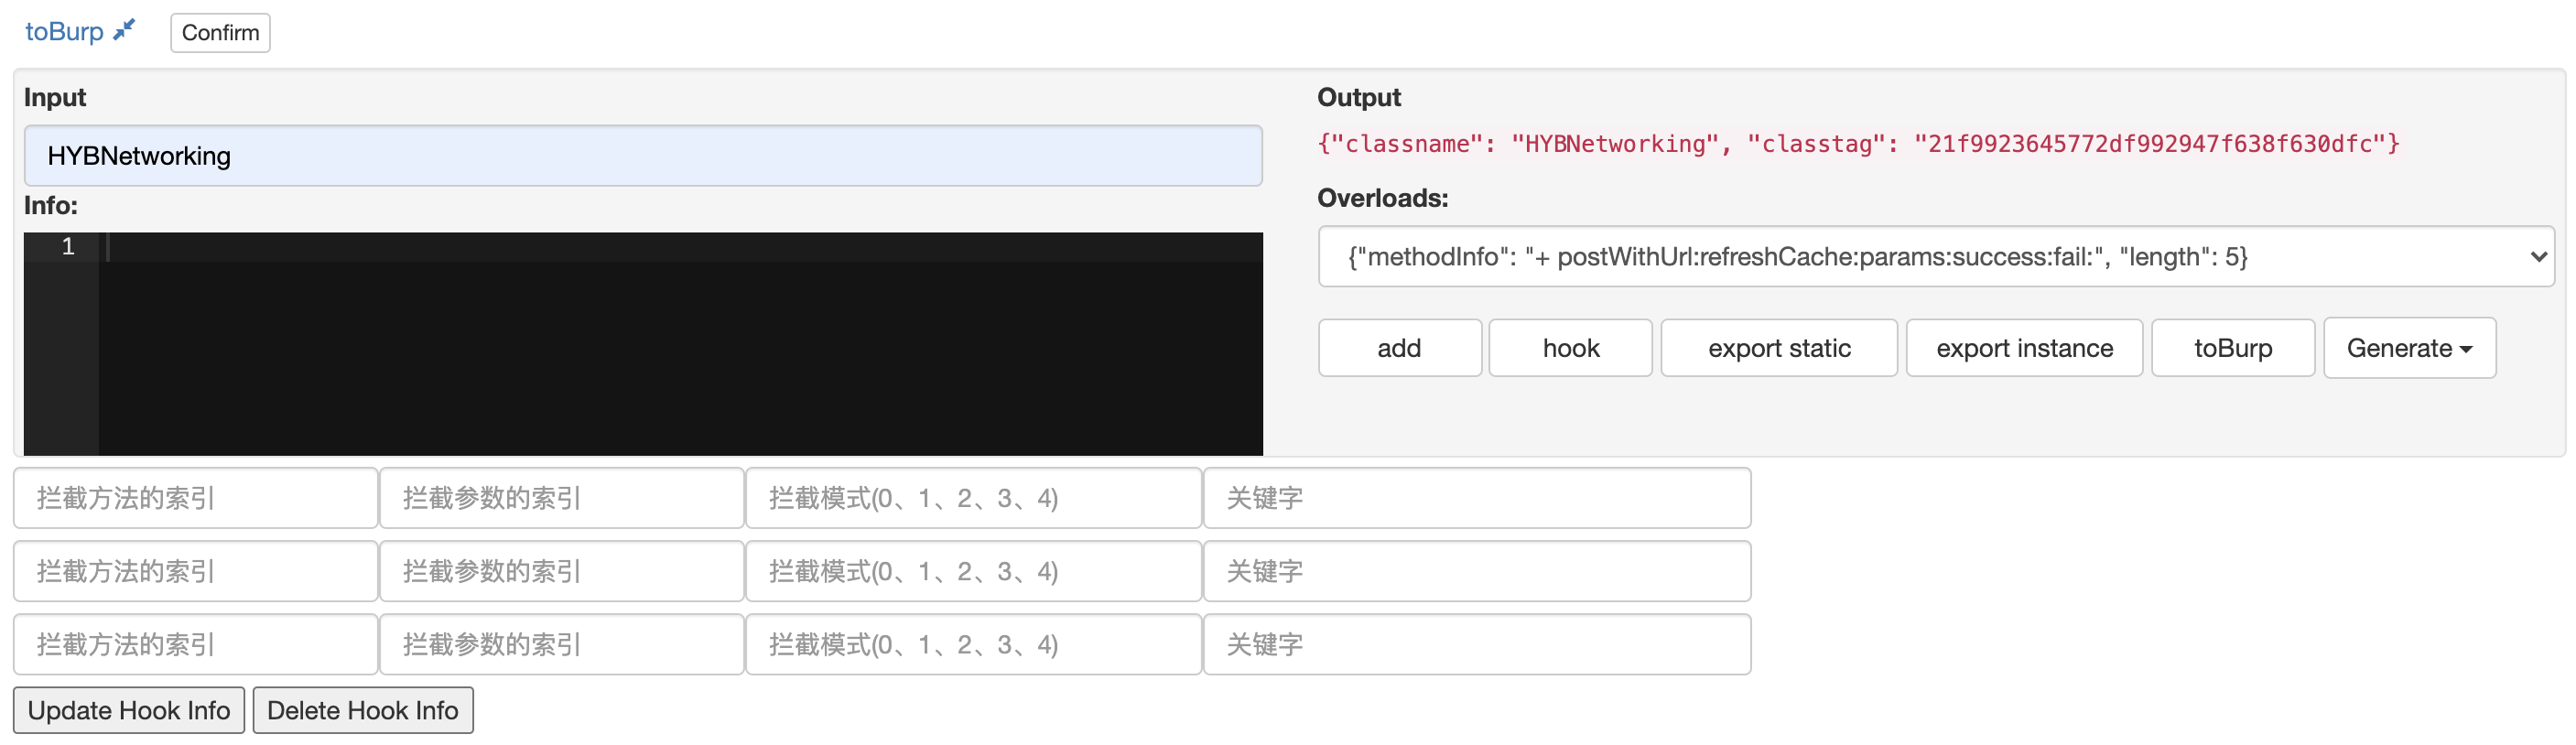 toBurp Confirm
Input
HYBNetworking
Info:
1
Output
{"classname": "HYBNetworking", "classtag": "21f9923645772df992947f638f630dfc"}
Overloads:
{"methodInfo": "+ postWithUrl:refreshCache:params:success:fail:", "length": 5}
add hook export static export instance toBurp Generate
拦截方法的索引 拦截参数的索引 拦截模式(0、1、2、3、4) 关键字
拦截方法的索引 拦截参数的索引 拦截模式(0、1、2、3、4) 关键字
拦截方法的索引 拦截参数的索引 拦截模式(0、1、2、3、4) 关键字
Update Hook Info Delete Hook Info